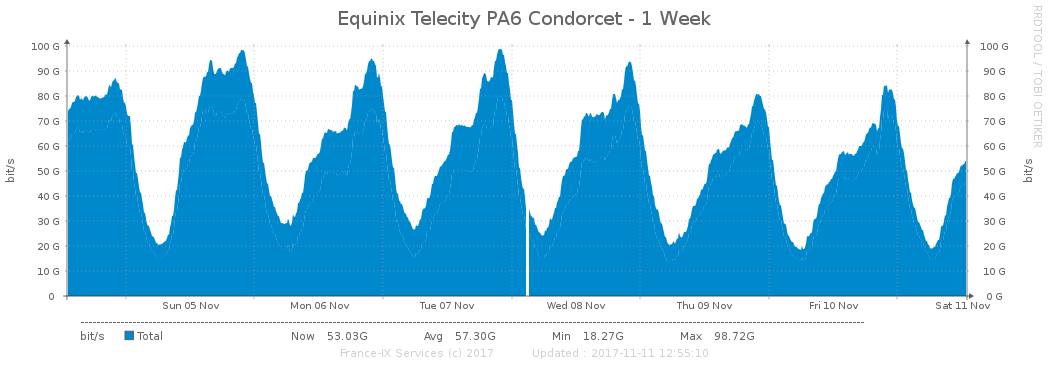 Equinix Telecity PA6 Condorcet - 1 Week
RRDTOOL / TOBI OETIKER
100 G 100 G
90 G 90 G
80 G 80 G
70 G 70 G
60 G 60 G
50 G 50 G
40 G 40 G
30 G 30 G
20 G 20 G
10 G 10 G
0 0 G
bit/s bit/s
Sun 05 Nov Mon 06 Nov Tue 07 Nov Wed 08 Nov Thu 09 Nov Fri 10 Nov Sat 11 Nov
bit/s Total Now 53.03G Avg 57.30G Min 18.27G Max 98.72G
France-IX Services (c) 2017 Updated : 2017-11-11 12:55:10